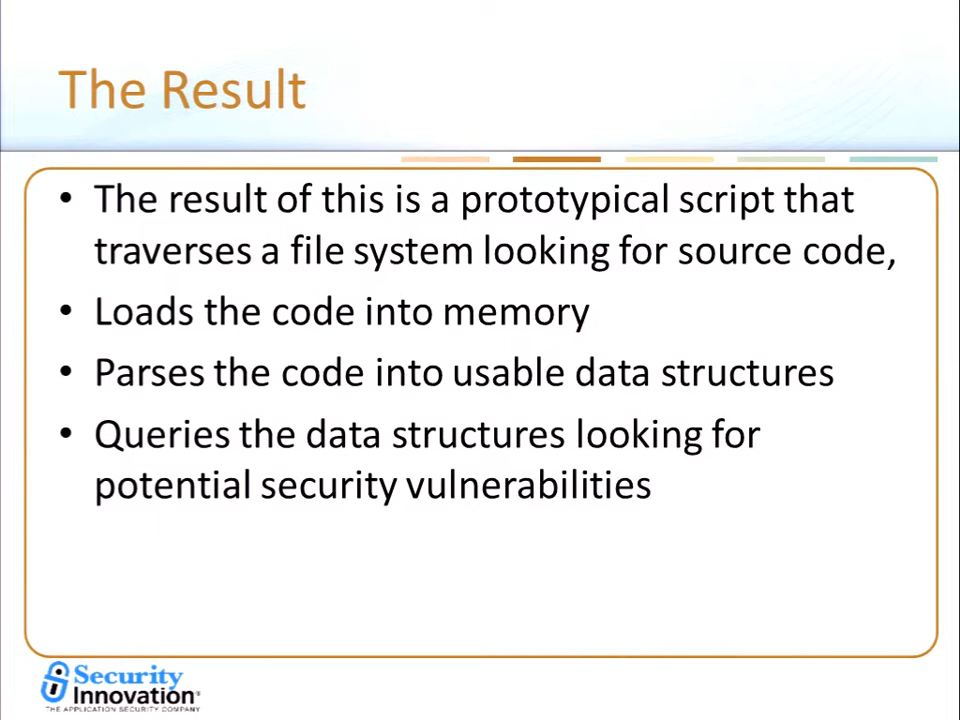 The Result
• The result of this is a prototypical script that
traverses a file system looking for source code,
• Loads the code into memory
• Parses the code into usable data structures
• Queries the data structures looking for
potential security vulnerabilities
Security
Innovation®
THE APPLICATION SECURITY COMPANY